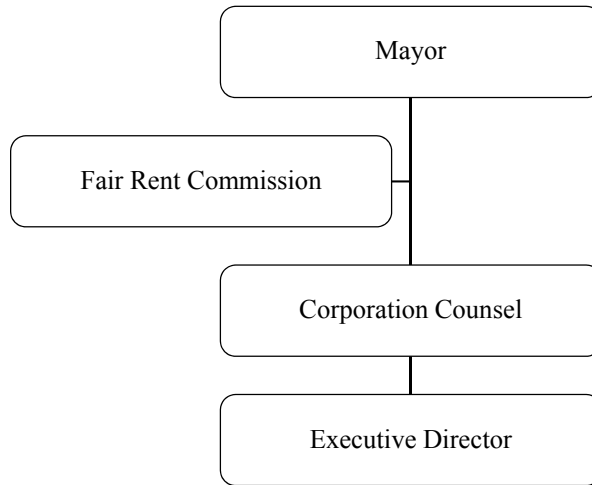 Mayor
Fair Rent Commission
Corporation Counsel
Executive Director